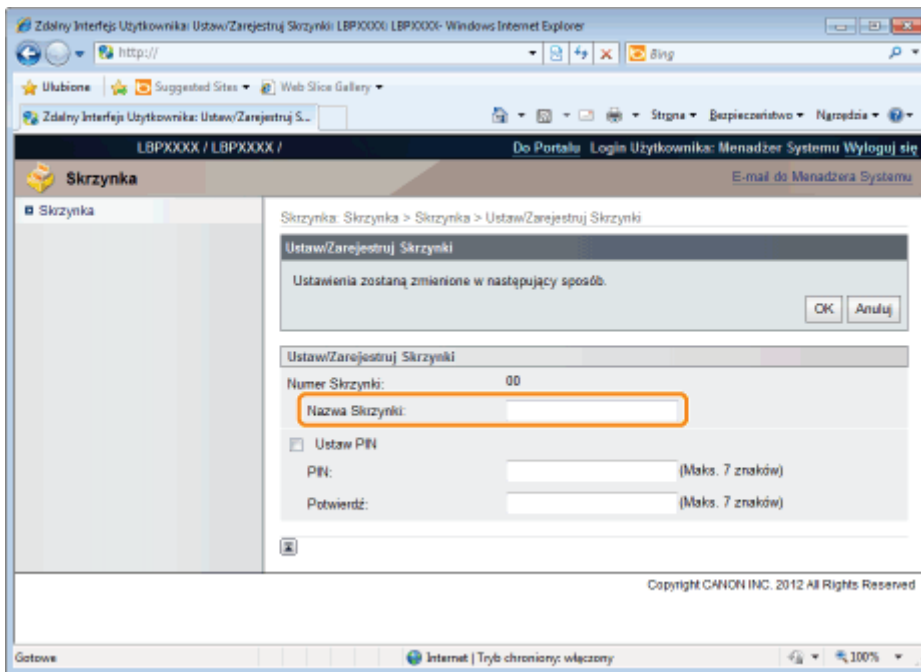 Zdalny Interfejs Użytkownika: Ustaw/Zarejestruj Skrzynki: LBPXXXX: LBPXXX- Windows Internet Explorer
http://
Bing
Ulubione Suggested Sites Web Slice Gallery
Zdalny Interfejs Użytkownika: Ustaw/Zarejestruj S... Strona Bezpieczeństwo Narzędzia
LBPXXXX / LBPXXXX / Do Portalu Login Użytkownika: Menadżer Systemu Wyloguj się
Skrzynka E-mail do Menadżera Systemu
Skrzynka
Skrzynka: Skrzynka > Skrzynka > Ustaw/Zarejestruj Skrzynki
Ustaw/Zarejestruj Skrzynki
Ustawienia zostaną zmienione w następujący sposób.
OK Anuluj
Ustaw/Zarejestruj Skrzynki
Numer Skrzynki: 00
Nazwa Skrzynki:
Ustaw PIN
PIN: (Maks. 7 znaków)
Potwierdź: (Maks. 7 znaków)
Copyright CANON INC. 2012 All Rights Reserved
Gotowe Internet | Tryb chroniony: włączony 100%